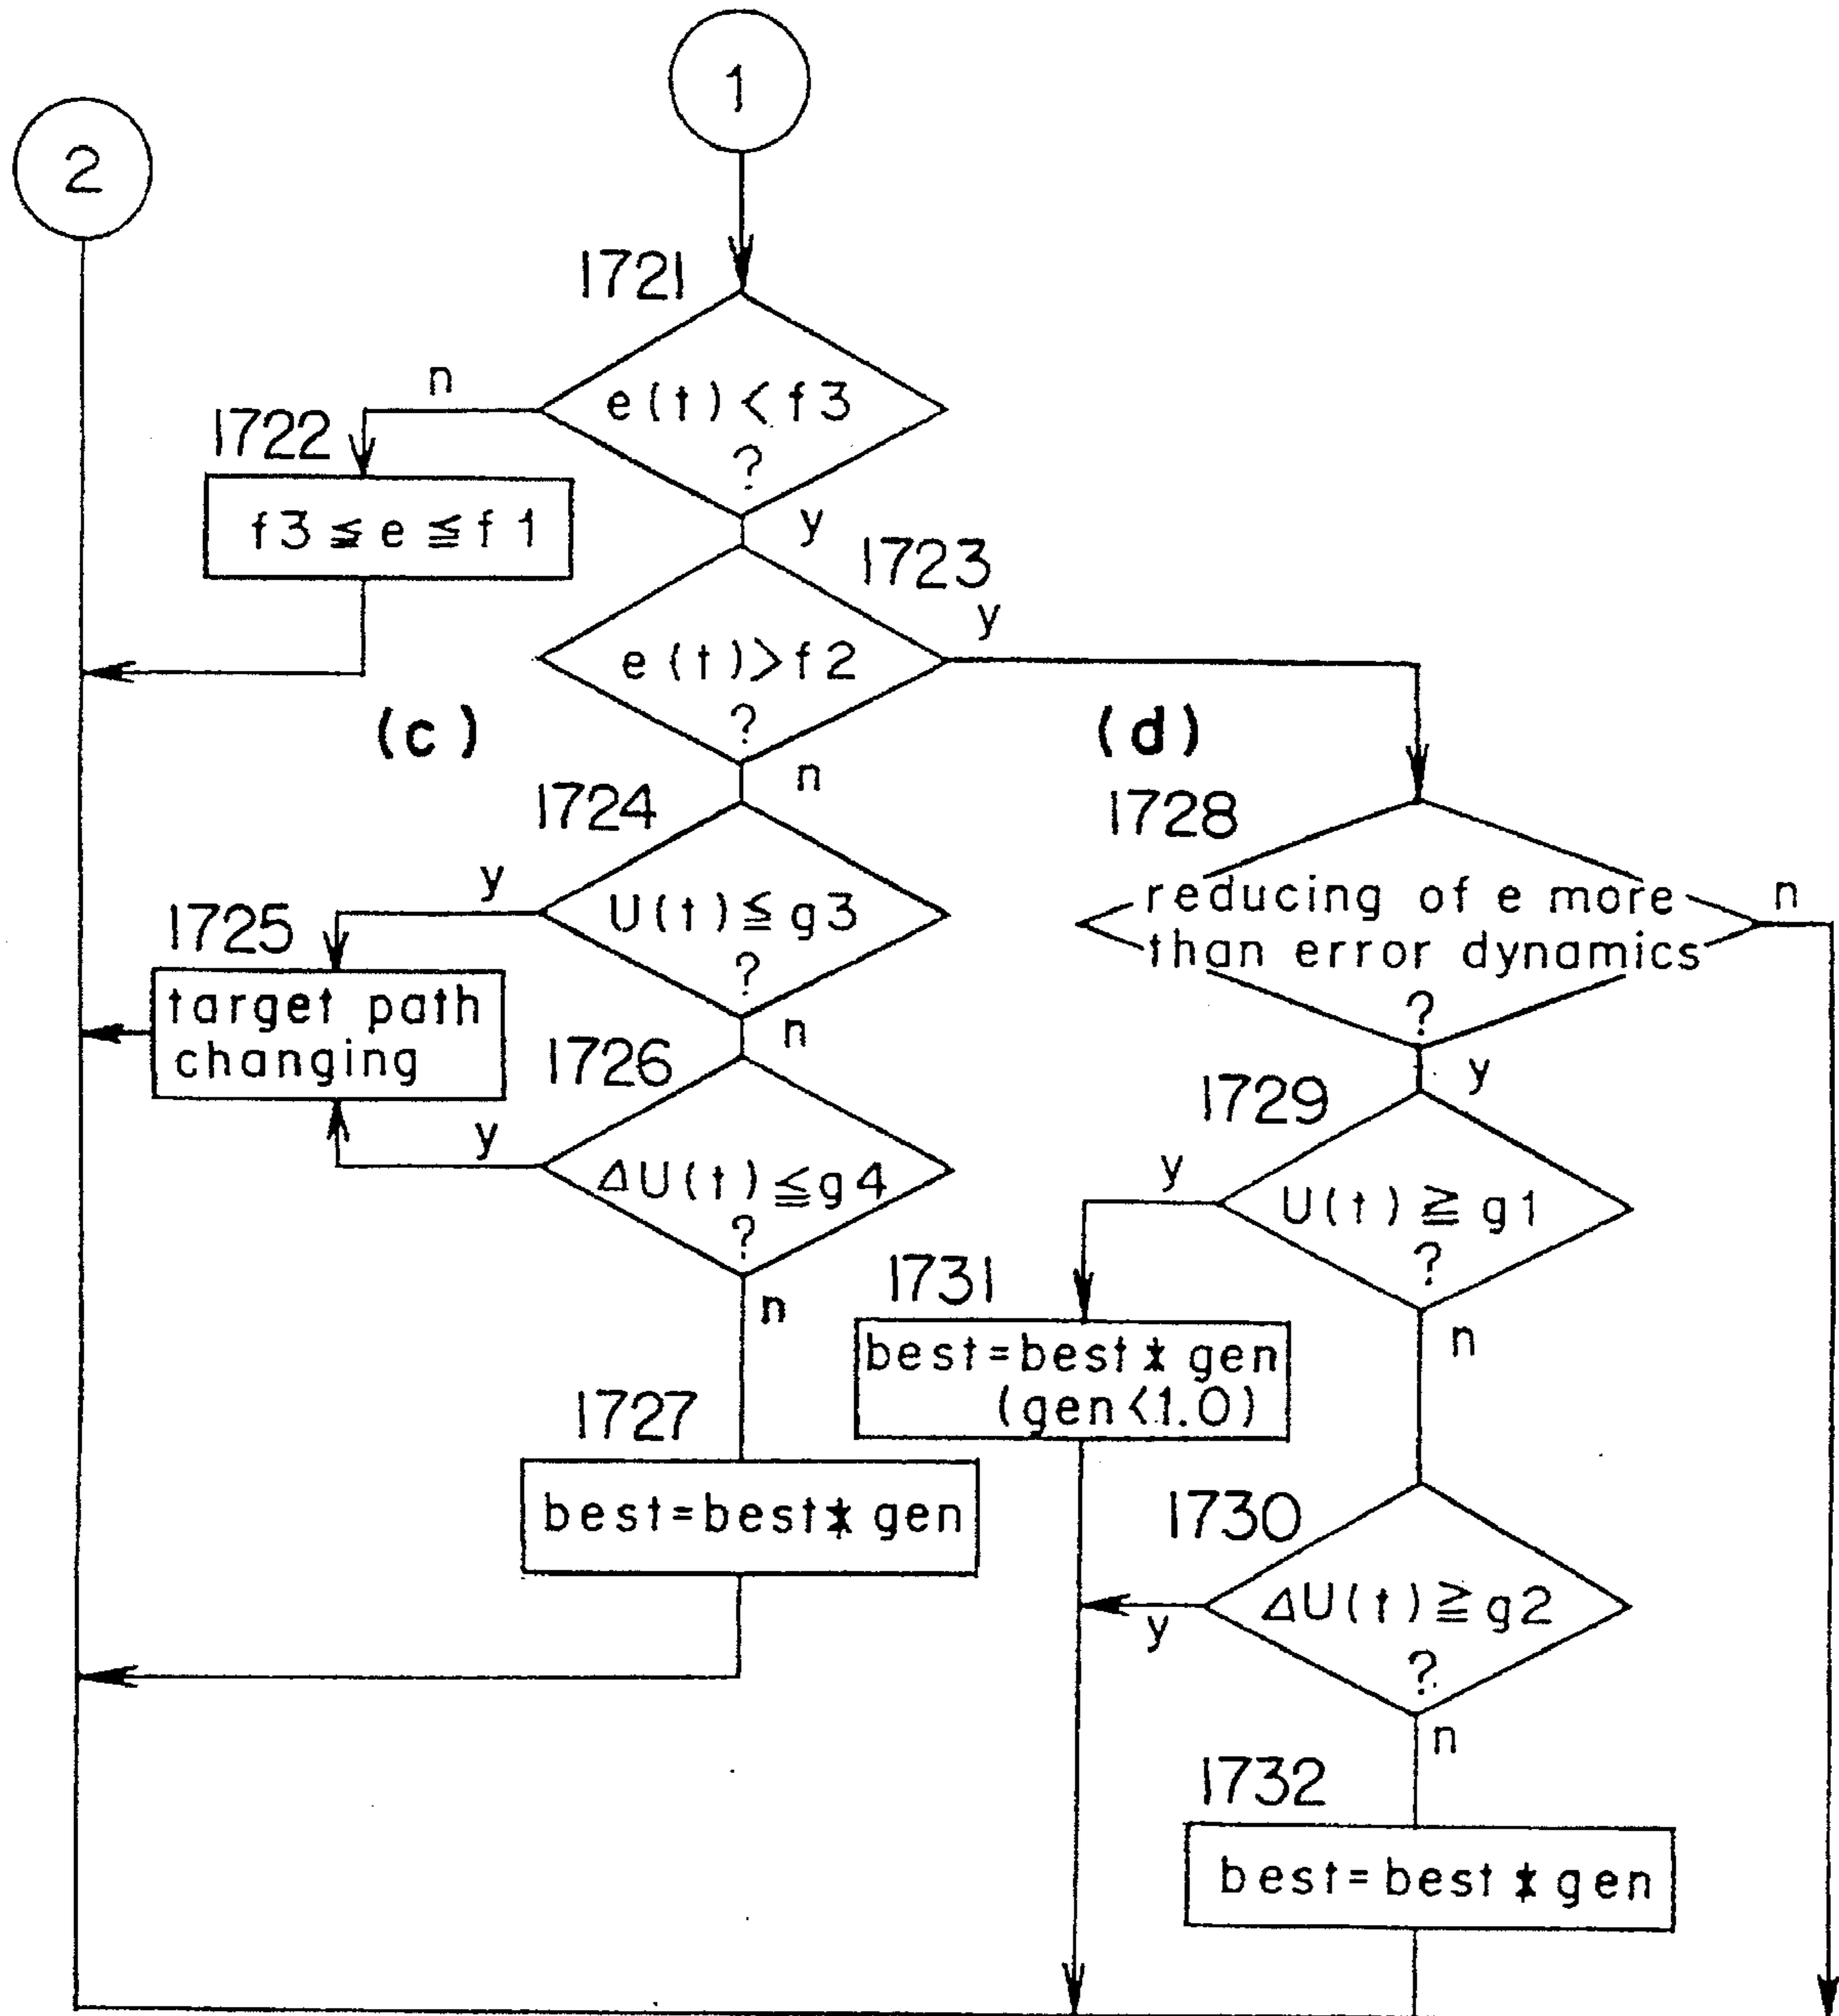 1
2
1721
n
e(t)<f3
?
1722
f3≦e≦f1
y
1723
y
e(t)>f2
?
(c)
(d)
n
1724
1728
y
U(t)≦g3
?
reducing of e more
than error dynamics
?
n
1725
target path
changing
n
1726
y
y
ΔU(t)≦g4
?
1729
y
U(t)≧g1
?
n
n
1731
best=best*gen
(gen<1.0)
1727
best=best*gen
1730
ΔU(t)≧g2
?
y
n
1732
best=best*gen